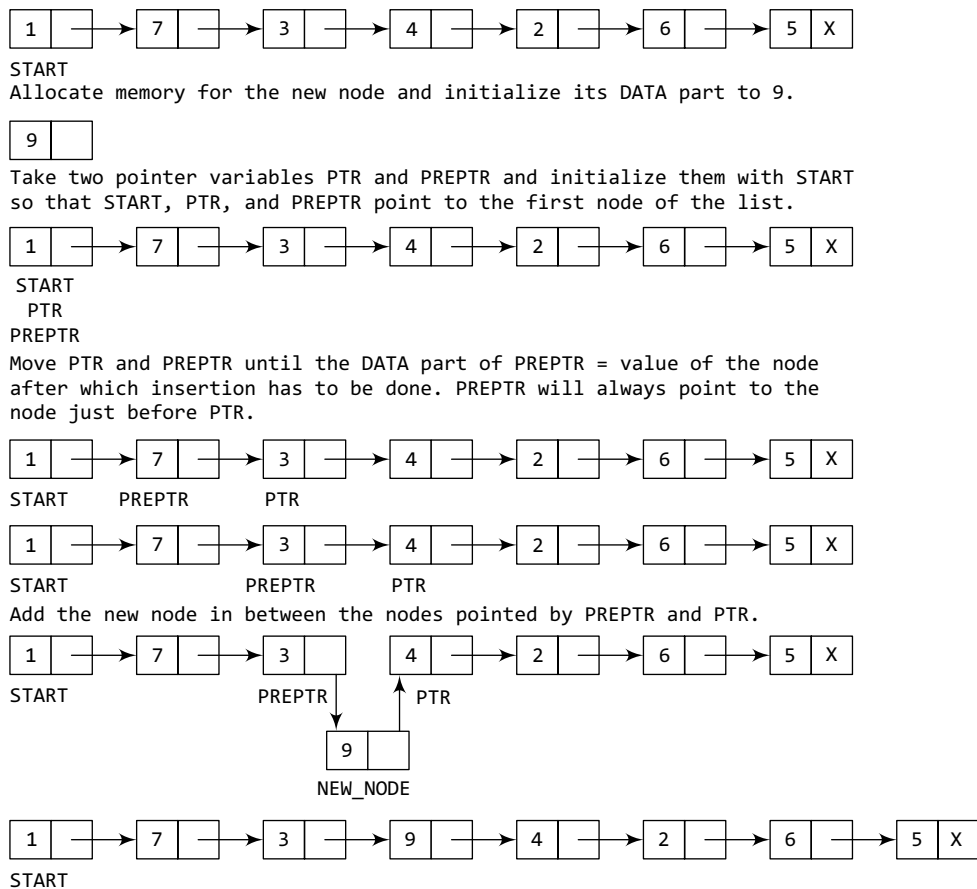 1 7 3 4 2 6 5 X
START
Allocate memory for the new node and initialize its DATA part to 9.
9
Take two pointer variables PTR and PREPTR and initialize them with START
so that START, PTR, and PREPTR point to the first node of the list.
1 7 3 4 2 6 5 X
START
PTR
PREPTR
Move PTR and PREPTR until the DATA part of PREPTR = value of the node
after which insertion has to be done. PREPTR will always point to the
node just before PTR.
1 7 3 4 2 6 5 X
START PREPTR PTR
1 7 3 4 2 6 5 X
START PREPTR PTR
Add the new node in between the nodes pointed by PREPTR and PTR.
1 7 3 4 2 6 5 X
START PREPTR PTR
9
NEW_NODE
1 7 3 9 4 2 6 5 X
START